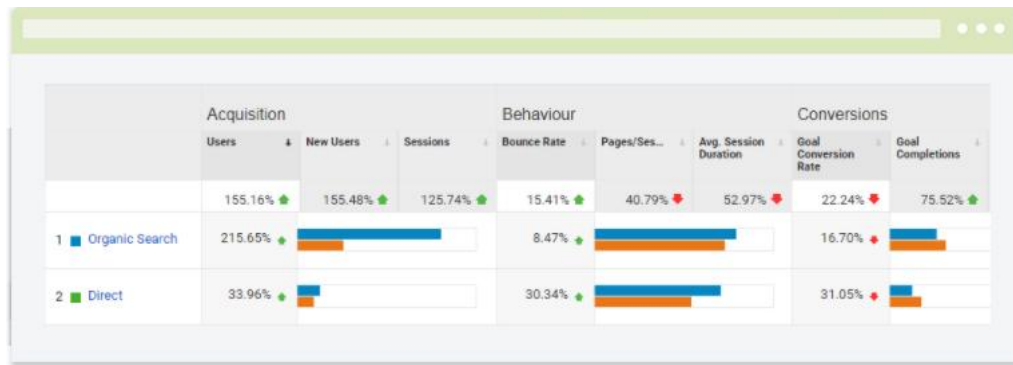 Acquisition Behaviour Conversions
Users New Users Sessions Bounce Rate Pages/Ses... Avg. Session Duration Goal Conversion Rate Goal Completions
155.16% 155.48% 125.74% 15.41% 40.79% 52.97% 22.24% 75.52%
1 Organic Search 215.65% 8.47% 16.70%
2 Direct 33.96% 30.34% 31.05%